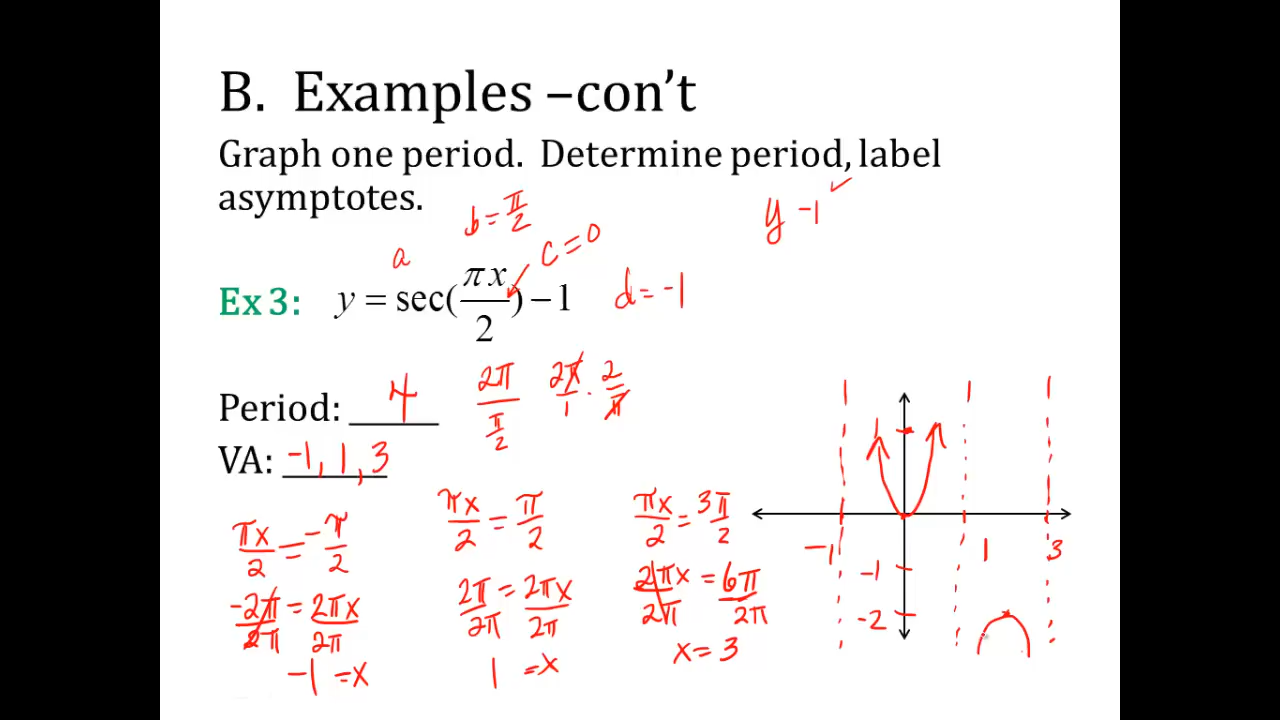 B. Examples –con't
Graph one period. Determine period, label
asymptotes.
b = π/2
y -1
a
c = 0
Ex 3: y = sec(πx/2) − 1
d = -1
Period: 4
2π/(π/2) 2π/1 · 2/π
VA: -1, 1, 3
πx/2 = -π/2
-2π/2π = 2πx/2π
-1 = x
πx/2 = π/2
2π/2π = 2πx/2π
1 = x
πx/2 = 3π/2
2πx/2π = 6π/2π
x = 3
1
-1 1 3
-1
-2